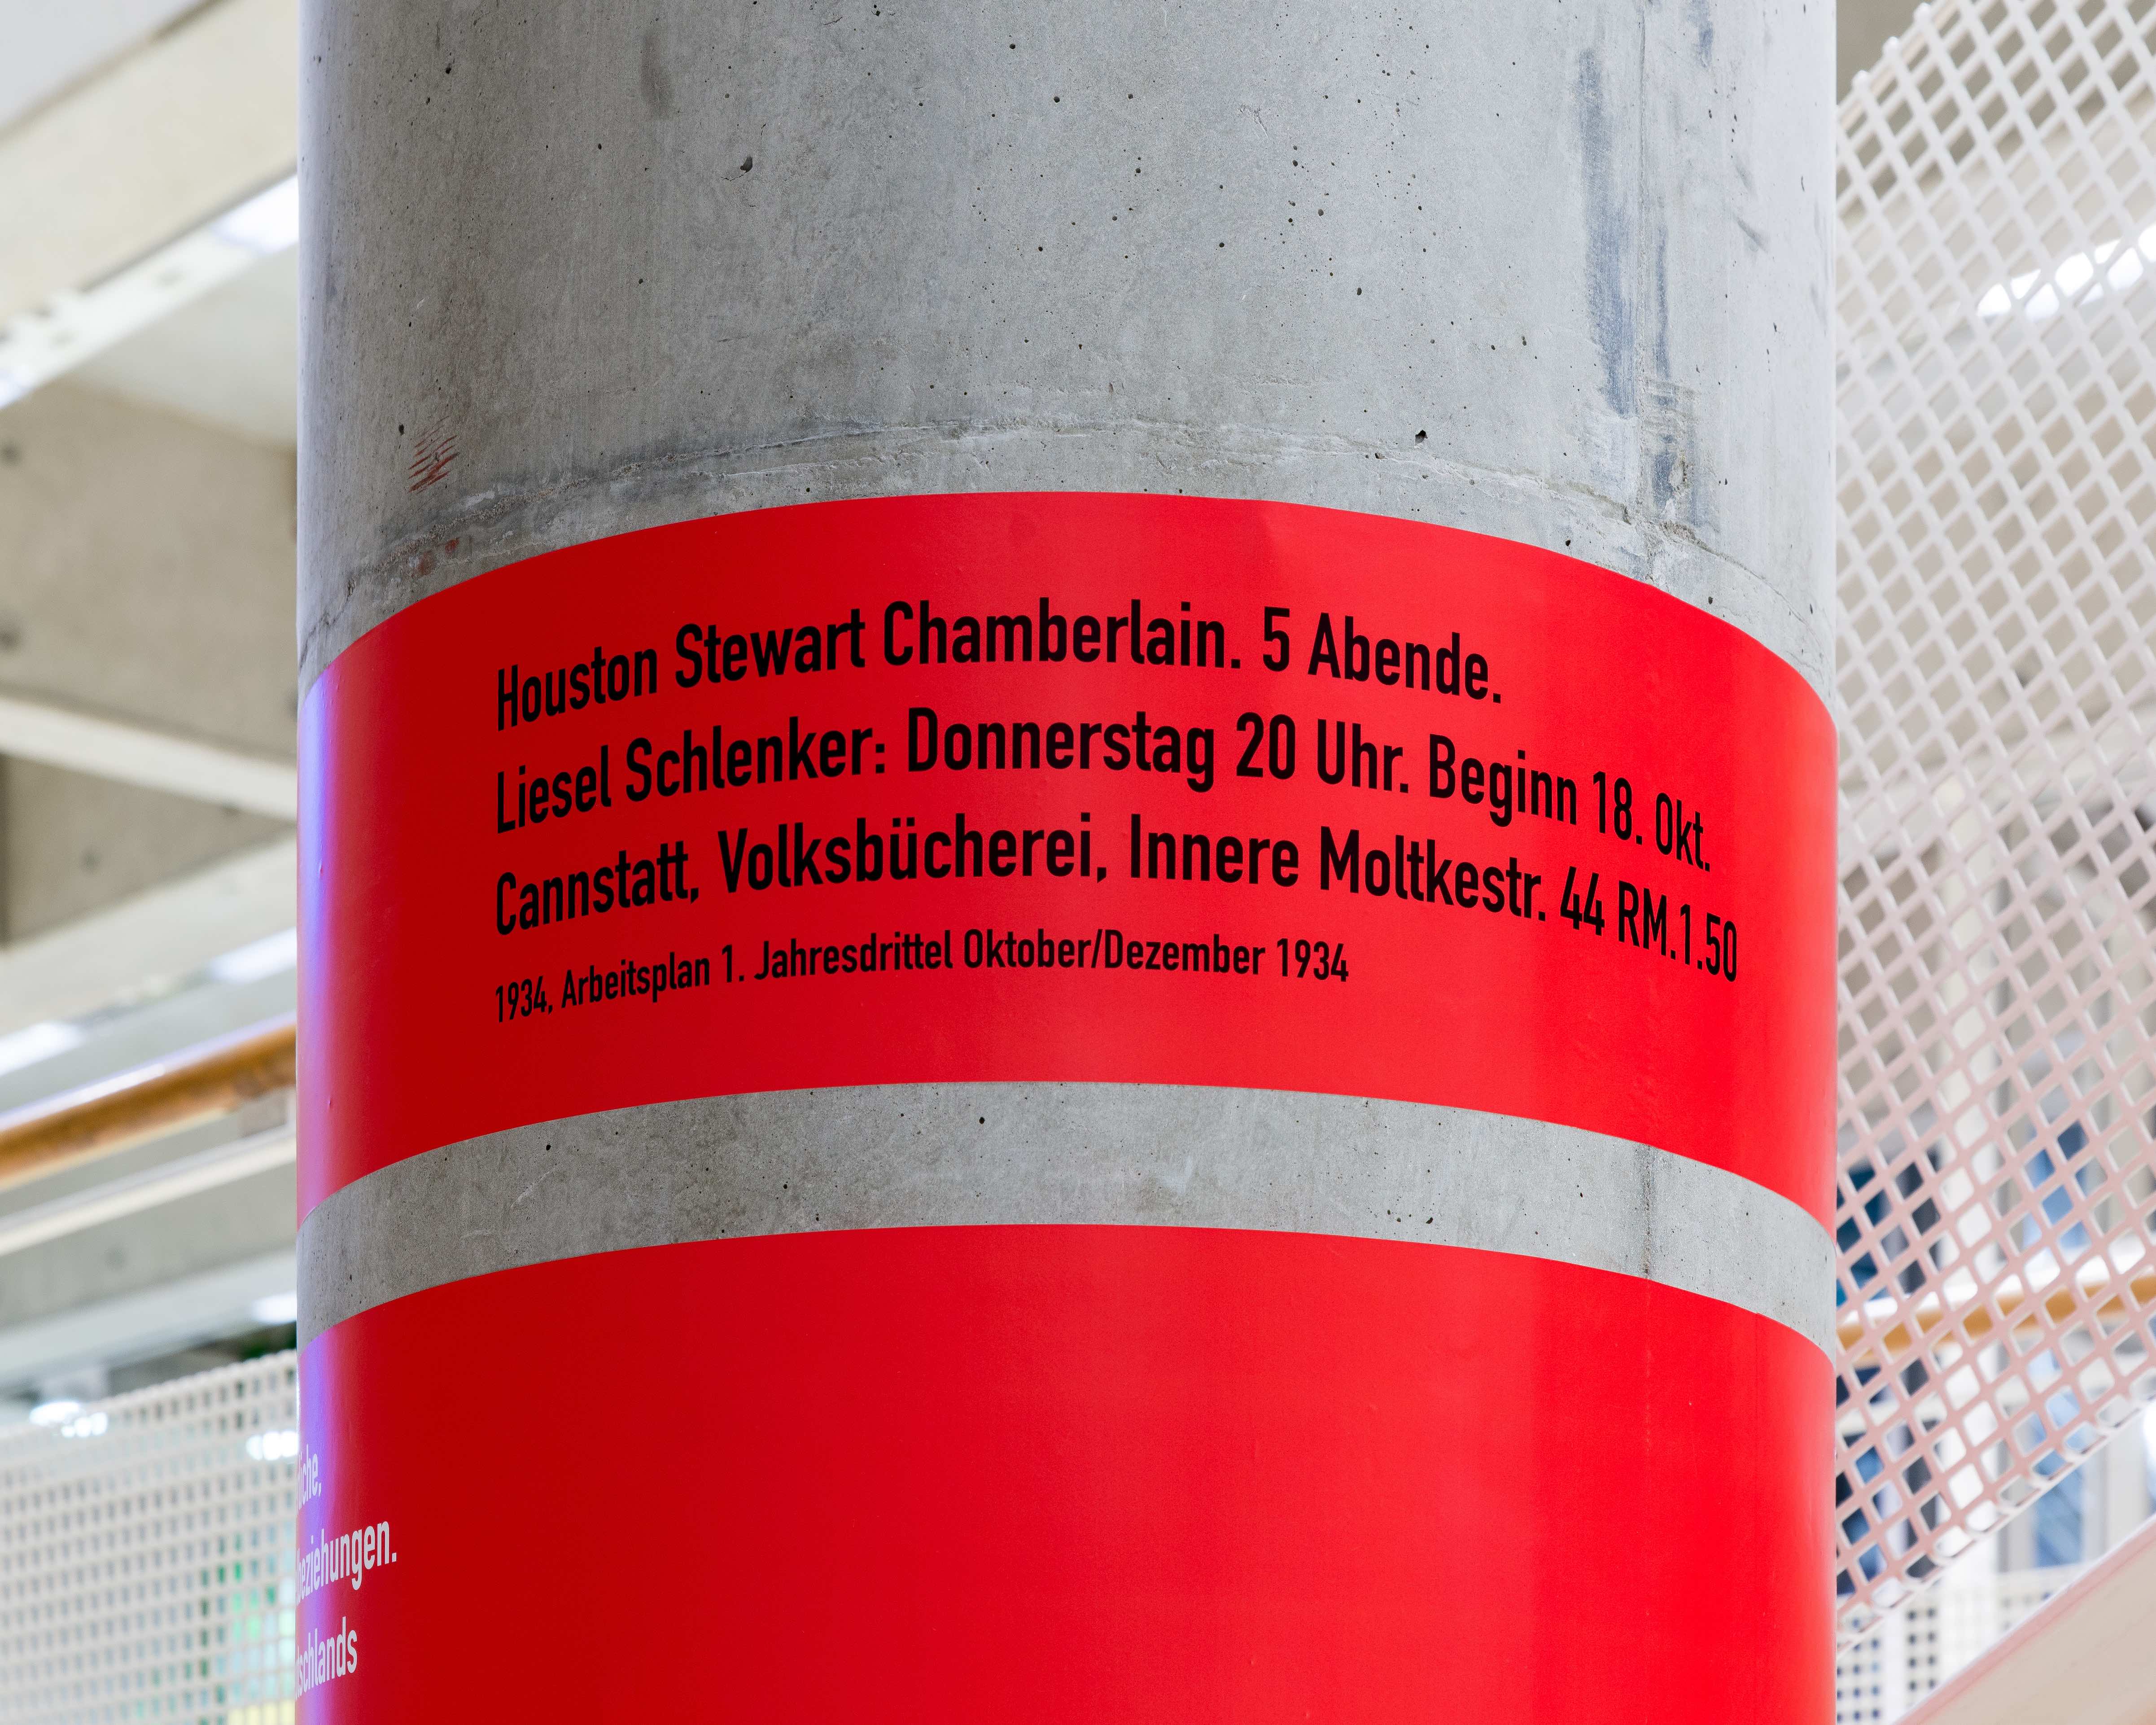 Houston Stewart Chamberlain. 5 Abende.
Liesel Schlenker: Donnerstag 20 Uhr. Beginn 18. Okt.
Cannstatt, Volksbücherei, Innere Moltkestr. 44 RM.1.50
1934, Arbeitsplan 1. Jahresdrittel Oktober/Dezember 1934